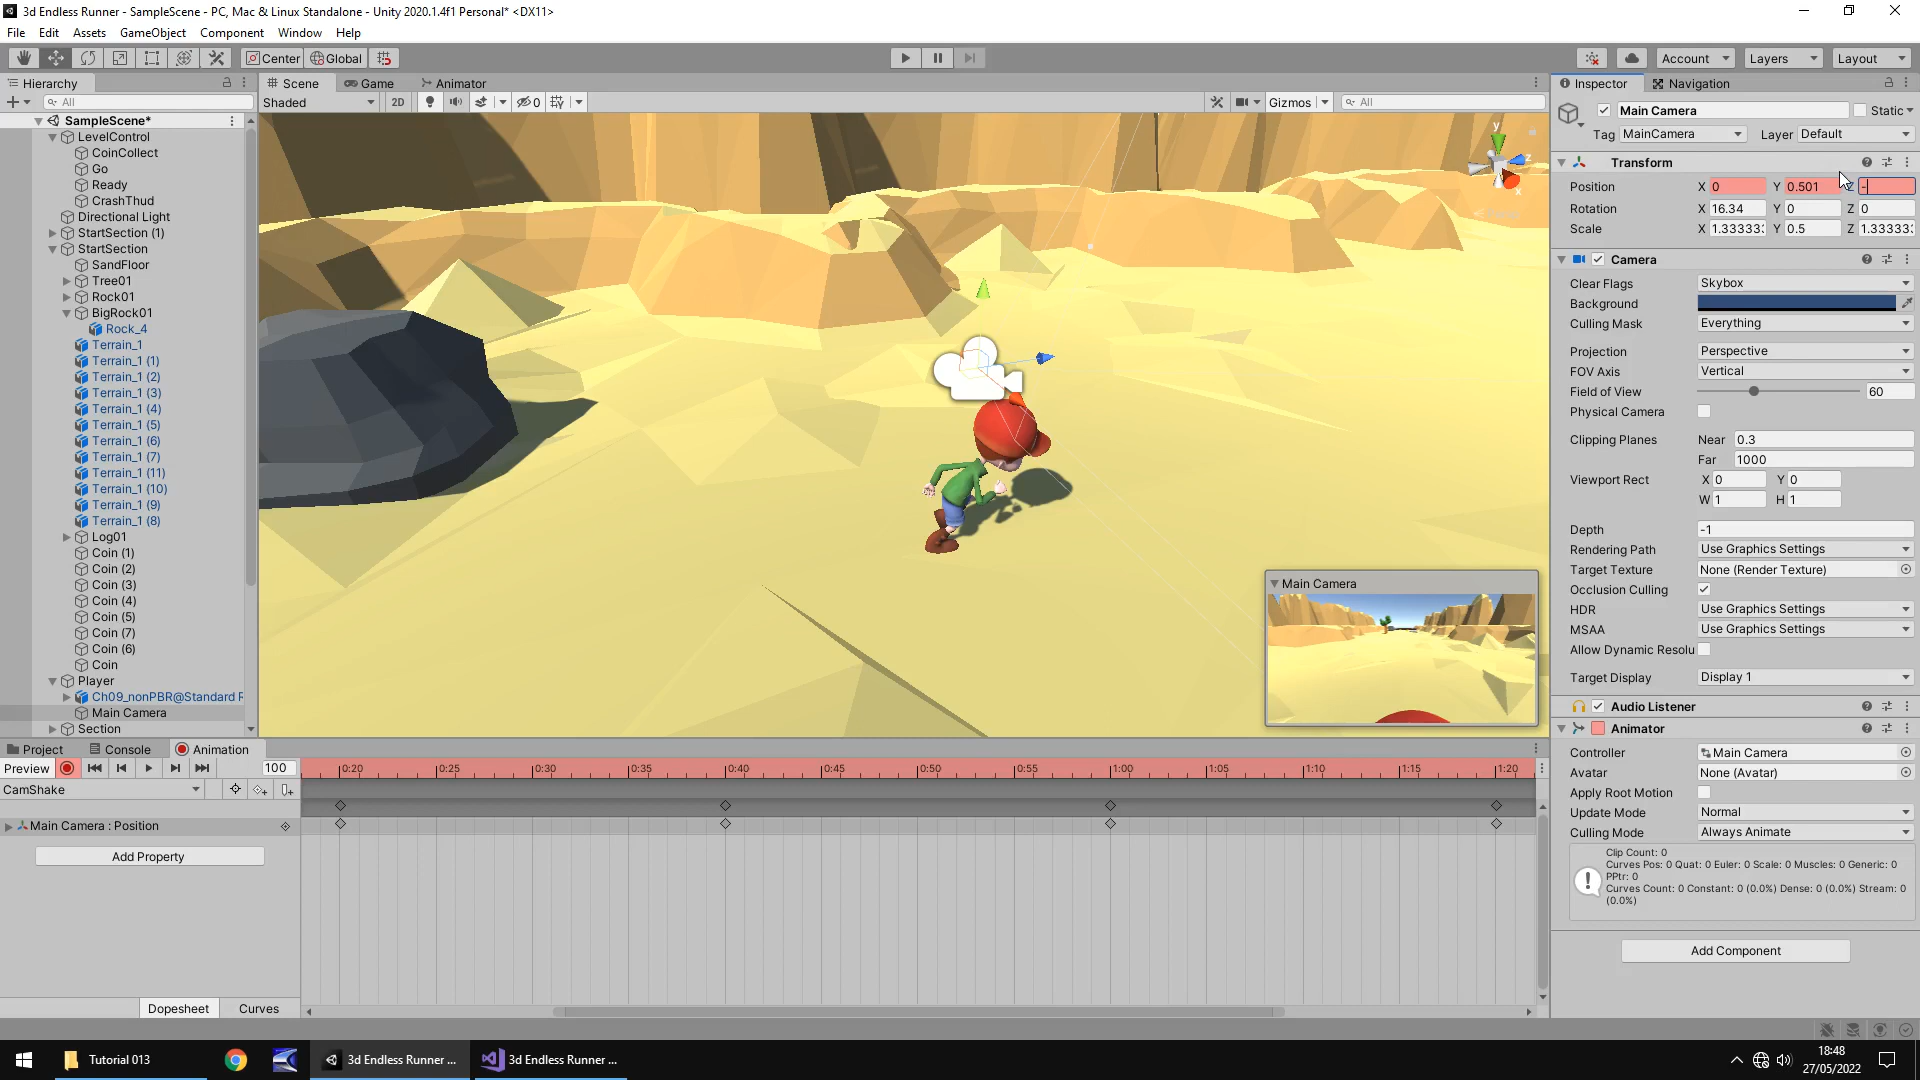 3d Endless Runner - SampleScene - PC, Mac & Linux Standalone - Unity 2020.1.4f1 Personal* <DX11>
File Edit Assets GameObject Component Window Help
Center Global Account Layers Layout
Hierarchy Scene Game Animator Inspector Navigation
All Shaded 2D 0 Gizmos All
Main Camera Static
Tag MainCamera Layer Default
SampleScene*
LevelControl
CoinCollect
Go
Ready
CrashThud
Directional Light
StartSection (1)
StartSection
SandFloor
Tree01
Rock01
BigRock01
Rock_4
Terrain_1
Terrain_1 (1)
Terrain_1 (2)
Terrain_1 (3)
Terrain_1 (4)
Terrain_1 (5)
Terrain_1 (6)
Terrain_1 (7)
Terrain_1 (11)
Terrain_1 (10)
Terrain_1 (9)
Terrain_1 (8)
Log01
Coin (1)
Coin (2)
Coin (3)
Coin (4)
Coin (5)
Coin (7)
Coin (6)
Coin
Player
Ch09_nonPBR@Standard R
Main Camera
Section
y
z
x
Main Camera
Transform
Position X 0 Y 0.501 Z -
Rotation X 16.34 Y 0 Z 0
Scale X 1.33333: Y 0.5 Z 1.33333:
Camera
Clear Flags Skybox
Background
Culling Mask Everything
Projection Perspective
FOV Axis Vertical
Field of View 60
Physical Camera
Clipping Planes Near 0.3
Far 1000
Viewport Rect X 0 Y 0
W 1 H 1
Depth -1
Rendering Path Use Graphics Settings
Target Texture None (Render Texture)
Occlusion Culling
HDR Use Graphics Settings
MSAA Use Graphics Settings
Allow Dynamic Resolu
Target Display Display 1
Audio Listener
Animator
Controller Main Camera
Avatar None (Avatar)
Apply Root Motion
Update Mode Normal
Culling Mode Always Animate
Clip Count: 0
Curves Pos: 0 Quat: 0 Euler: 0 Scale: 0 Muscles: 0 Generic: 0
PPtr: 0
Curves Count: 0 Constant: 0 (0.0%) Dense: 0 (0.0%) Stream: 0
(0.0%)
Add Component
Project Console Animation
Preview 100 0:20 0:25 0:30 0:35 0:40 0:45 0:50 0:55 1:00 1:05 1:10 1:15 1:20
CamShake
Main Camera : Position
Add Property
Dopesheet Curves
Tutorial 013 3d Endless Runner ... 3d Endless Runner ...
18:48
27/05/2022